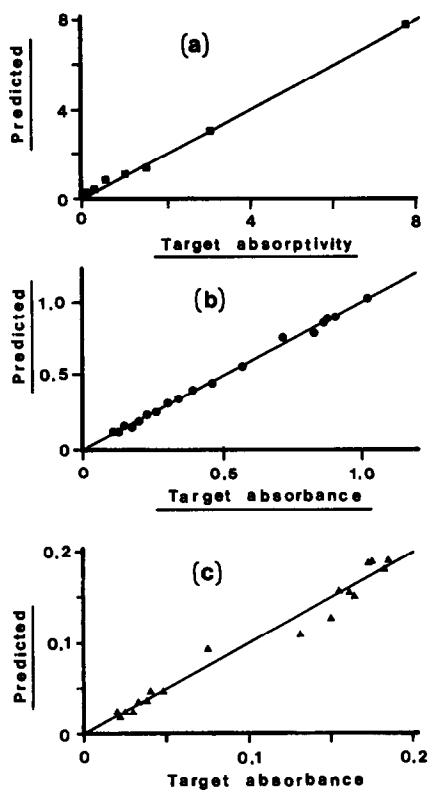 (a)
Predicted
8
4
0
0 4 8
Target absorptivity
(b)
Predicted
1.0
0.5
0
0 0.5 1.0
Target absorbance
(c)
Predicted
0.2
0.1
0
0 0.1 0.2
Target absorbance